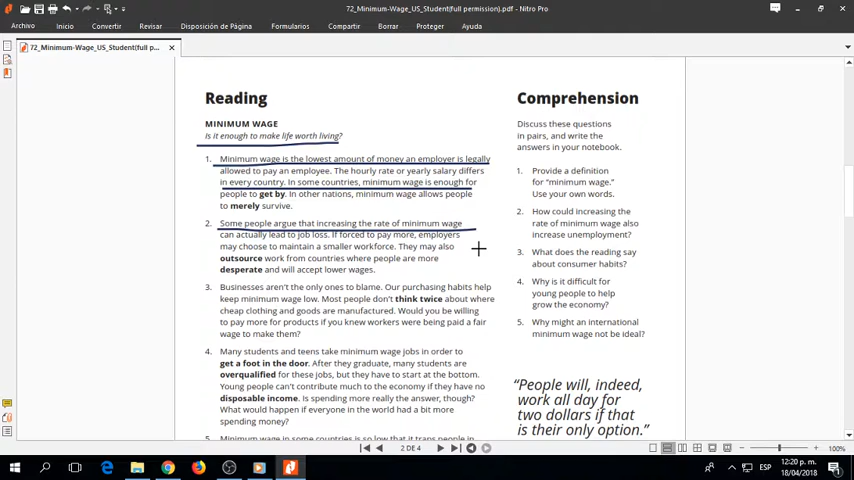 72_Minimum-Wage_US_Student(full permission).pdf - Nitro Pro
Archivo Inicio Convertir Revisar Disposición de Página Formularios Compartir Borrar Proteger Ayuda
72_Minimum-Wage_US_Student(full p...
Reading
MINIMUM WAGE
Is it enough to make life worth living?
1. Minimum wage is the lowest amount of money an employer is legally
allowed to pay an employee. The hourly rate or yearly salary differs
in every country. In some countries, minimum wage is enough for
people to get by. In other nations, minimum wage allows people
to merely survive.
2. Some people argue that increasing the rate of minimum wage
can actually lead to job loss. If forced to pay more, employers
may choose to maintain a smaller workforce. They may also
outsource work from countries where people are more
desperate and will accept lower wages.
3. Businesses aren't the only ones to blame. Our purchasing habits help
keep minimum wage low. Most people don't think twice about where
cheap clothing and goods are manufactured. Would you be willing
to pay more for products if you knew workers were being paid a fair
wage to make them?
4. Many students and teens take minimum wage jobs in order to
get a foot in the door. After they graduate, many students are
overqualified for these jobs, but they have to start at the bottom.
Young people can't contribute much to the economy if they have no
disposable income. Is spending more really the answer, though?
What would happen if everyone in the world had a bit more
spending money?
5. Minimum wage in some countries is so low that it traps people in
Comprehension
Discuss these questions
in pairs, and write the
answers in your notebook.
1. Provide a definition
for "minimum wage."
Use your own words.
2. How could increasing the
rate of minimum wage also
increase unemployment?
3. What does the reading say
about consumer habits?
4. Why is it difficult for
young people to help
grow the economy?
5. Why might an international
minimum wage not be ideal?
"People will, indeed,
work all day for
two dollars if that
is their only option."
2 DE 4
100%
ESP
12:20 p. m.
18/04/2018